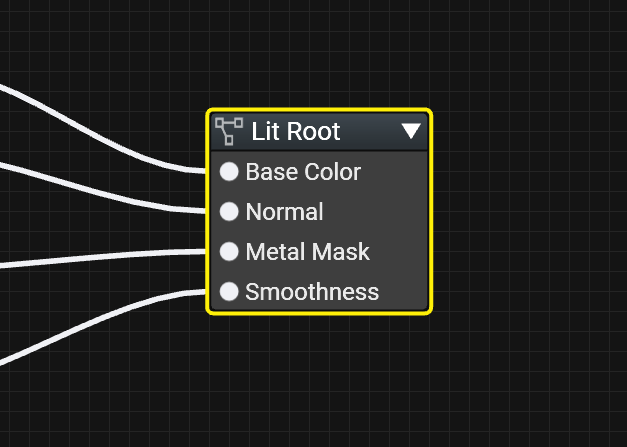 Lit Root
Base Color
Normal
Metal Mask
Smoothness